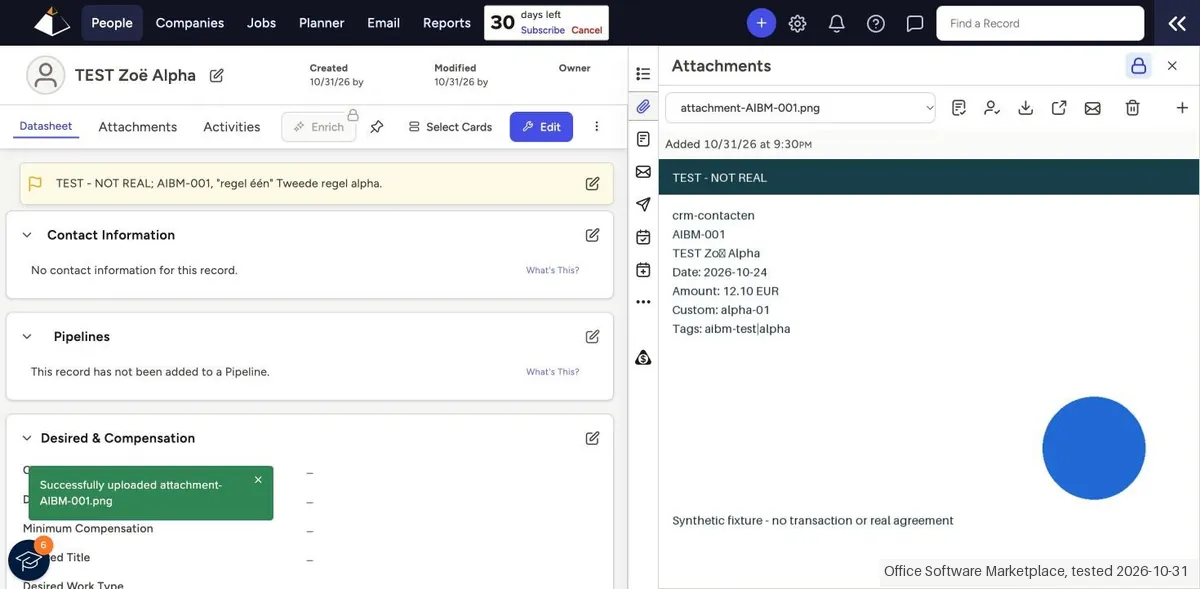 People Companies Jobs Planner Email Reports 30 days left Subscribe Cancel + Find a Record
TEST Zoë Alpha
Created
10/31/26 by
Modified
10/31/26 by
Owner
Datasheet Attachments Activities Enrich Select Cards Edit
TEST - NOT REAL; AIBM-001, "regel één" Tweede regel alpha.
Contact Information
No contact information for this record. What's This?
Pipelines
This record has not been added to a Pipeline. What's This?
Desired & Compensation
Successfully uploaded attachment-
AIBM-001.png
Minimum Compensation –
6
Title –
Desired Work Type
Attachments
attachment-AIBM-001.png
Added 10/31/26 at 9:30PM
TEST - NOT REAL
crm-contacten
AIBM-001
TEST Zo▯ Alpha
Date: 2026-10-24
Amount: 12.10 EUR
Custom: alpha-01
Tags: aibm-test|alpha
Synthetic fixture - no transaction or real agreement
Office Software Marketplace, tested 2026-10-31